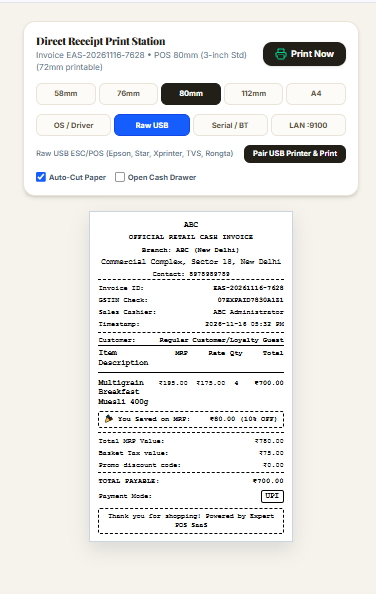 Direct Receipt Print Station
Invoice EAS-20261116-7628 • POS 80mm (3-inch Std)
(72mm printable)
Print Now
58mm 76mm 80mm 112mm A4
OS / Driver Raw USB Serial / BT LAN :9100
Raw USB ESC/POS (Epson, Star, Xprinter, TVS, Rongta) Pair USB Printer & Print
Auto-Cut Paper Open Cash Drawer
ABC
OFFICIAL RETAIL CASH INVOICE
Branch: ABC (New Delhi)
Commercial Complex, Sector 18, New Delhi
Contact: 8978989789
Invoice ID: EAS-20261116-7628
GSTIN Check: 07EXPAID7830A1Z1
Sales Cashier: ABC Administrator
Timestamp: 2026-11-16 05:32 PM
Customer: Regular Customer/Loyalty Guest
Item Description MRP Rate Qty Total
Multigrain Breakfast Muesli 400g ₹195.00 ₹175.00 4 ₹700.00
You Saved on MRP: ₹80.00 (10% OFF)
Total MRP Value: ₹780.00
Basket Tax value: ₹75.00
Promo discount code: ₹0.00
TOTAL PAYABLE: ₹700.00
Payment Mode: UPI
Thank you for shopping! Powered by Expert
POS SaaS